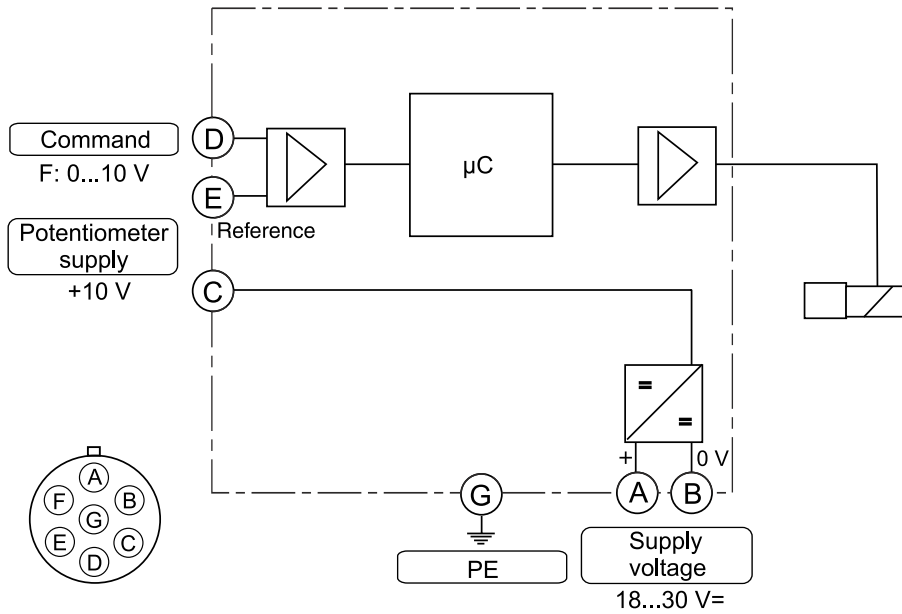 Command
F: 0...10 V
D
E
Reference
µC
Potentiometer
supply
+10 V
C
=
=
+
0 V
A
B
G
PE
Supply
voltage
18...30 V=
A
F
B
G
E
C
D